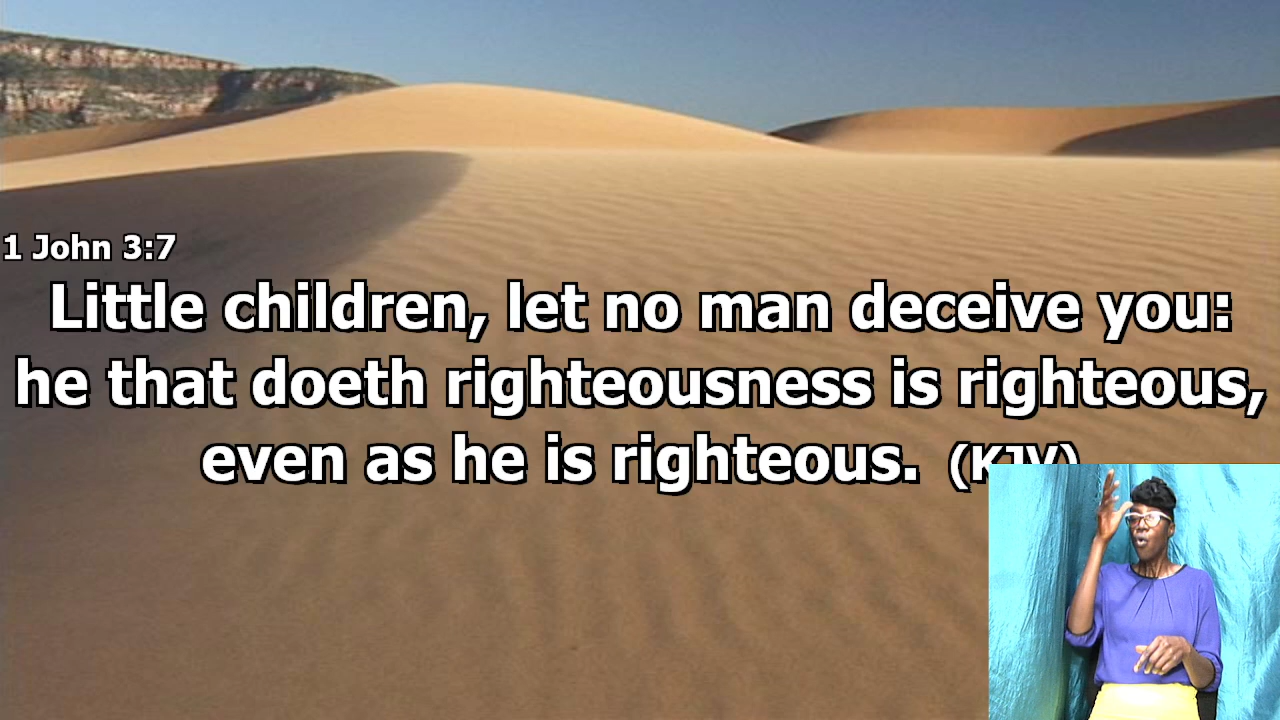 1 John 3:7
Little children, let no man deceive you:
he that doeth righteousness is righteous,
even as he is righteous. (KJV)